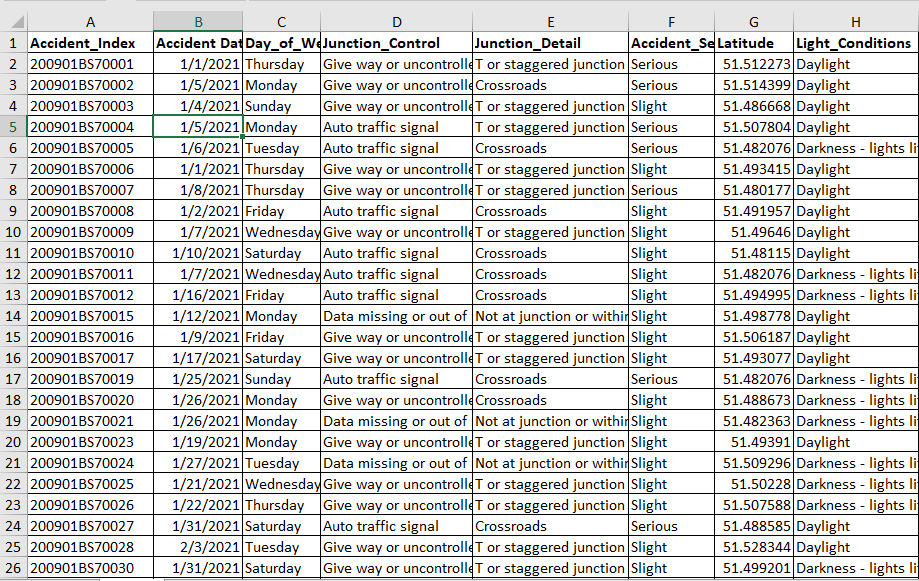 A B C D E F G H
1 Accident_Index Accident Dat Day_of_We Junction_Control Junction_Detail Accident_Se Latitude Light_Conditions
2 200901BS70001 1/1/2021 Thursday Give way or uncontrolle T or staggered junction Serious 51.512273 Daylight
3 200901BS70002 1/5/2021 Monday Give way or uncontrolle Crossroads Serious 51.514399 Daylight
4 200901BS70003 1/4/2021 Sunday Give way or uncontrolle T or staggered junction Slight 51.486668 Daylight
5 200901BS70004 1/5/2021 Monday Auto traffic signal T or staggered junction Serious 51.507804 Daylight
6 200901BS70005 1/6/2021 Tuesday Auto traffic signal Crossroads Serious 51.482076 Darkness - lights li
7 200901BS70006 1/1/2021 Thursday Give way or uncontrolle T or staggered junction Slight 51.493415 Daylight
8 200901BS70007 1/8/2021 Thursday Give way or uncontrolle T or staggered junction Serious 51.480177 Daylight
9 200901BS70008 1/2/2021 Friday Auto traffic signal Crossroads Slight 51.491957 Daylight
10 200901BS70009 1/7/2021 Wednesday Give way or uncontrolle T or staggered junction Slight 51.49646 Daylight
11 200901BS70010 1/10/2021 Saturday Auto traffic signal Crossroads Slight 51.48115 Daylight
12 200901BS70011 1/7/2021 Wednesday Auto traffic signal Crossroads Slight 51.482076 Darkness - lights li
13 200901BS70012 1/16/2021 Friday Auto traffic signal Crossroads Slight 51.494995 Darkness - lights li
14 200901BS70015 1/12/2021 Monday Data missing or out of Not at junction or withir Slight 51.498778 Daylight
15 200901BS70016 1/9/2021 Friday Give way or uncontrolle T or staggered junction Slight 51.506187 Daylight
16 200901BS70017 1/17/2021 Saturday Give way or uncontrolle T or staggered junction Slight 51.493077 Daylight
17 200901BS70019 1/25/2021 Sunday Auto traffic signal Crossroads Serious 51.482076 Darkness - lights li
18 200901BS70020 1/26/2021 Monday Give way or uncontrolle Crossroads Slight 51.488673 Darkness - lights li
19 200901BS70021 1/26/2021 Monday Data missing or out of Not at junction or withir Slight 51.482363 Darkness - lights li
20 200901BS70023 1/19/2021 Monday Give way or uncontrolle T or staggered junction Slight 51.49391 Daylight
21 200901BS70024 1/27/2021 Tuesday Data missing or out of Not at junction or withir Slight 51.509296 Darkness - lights li
22 200901BS70025 1/21/2021 Wednesday Give way or uncontrolle T or staggered junction Slight 51.50228 Darkness - lights li
23 200901BS70026 1/22/2021 Thursday Give way or uncontrolle T or staggered junction Slight 51.507588 Darkness - lights li
24 200901BS70027 1/31/2021 Saturday Auto traffic signal Crossroads Serious 51.488585 Daylight
25 200901BS70028 2/3/2021 Tuesday Give way or uncontrolle T or staggered junction Slight 51.528344 Daylight
26 200901BS70030 1/31/2021 Saturday Give way or uncontrolle T or staggered junction Slight 51.499201 Darkness - lights li